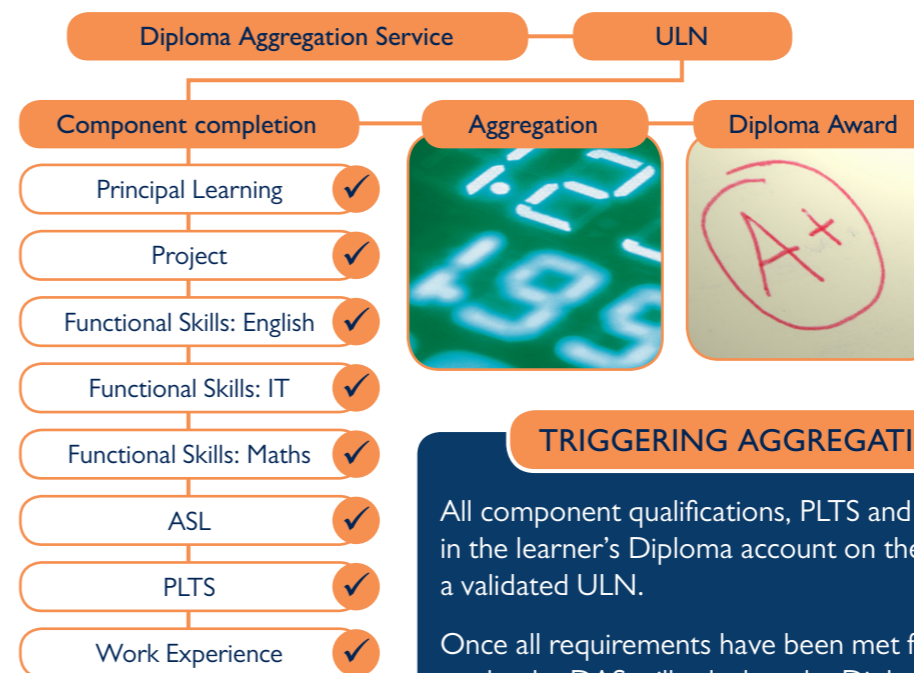 Diploma Aggregation Service
ULN
Component completion
Aggregation
Diploma Award
Principal Learning
Project
Functional Skills: English
Functional Skills: IT
Functional Skills: Maths
ASL
PLTS
Work Experience
A+
TRIGGERING
All component qualifications, PLTS and
in the learner's Diploma account on the
a validated ULN.
Once all requirements have been met